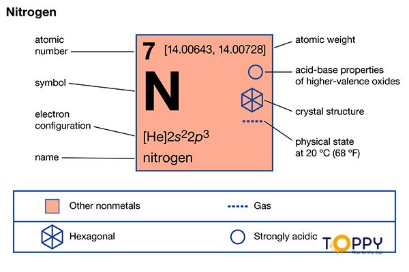 Nitrogen
atomic
number
7 [14.00643, 14.00728]
atomic weight
symbol
N
acid-base properties
of higher-valence oxides
crystal structure
electron
configuration
[He]2s²2p³
physical state
at 20 °C (68 °F)
name
nitrogen
Other nonmetals
Gas
Hexagonal
Strongly acidic
TOPPY